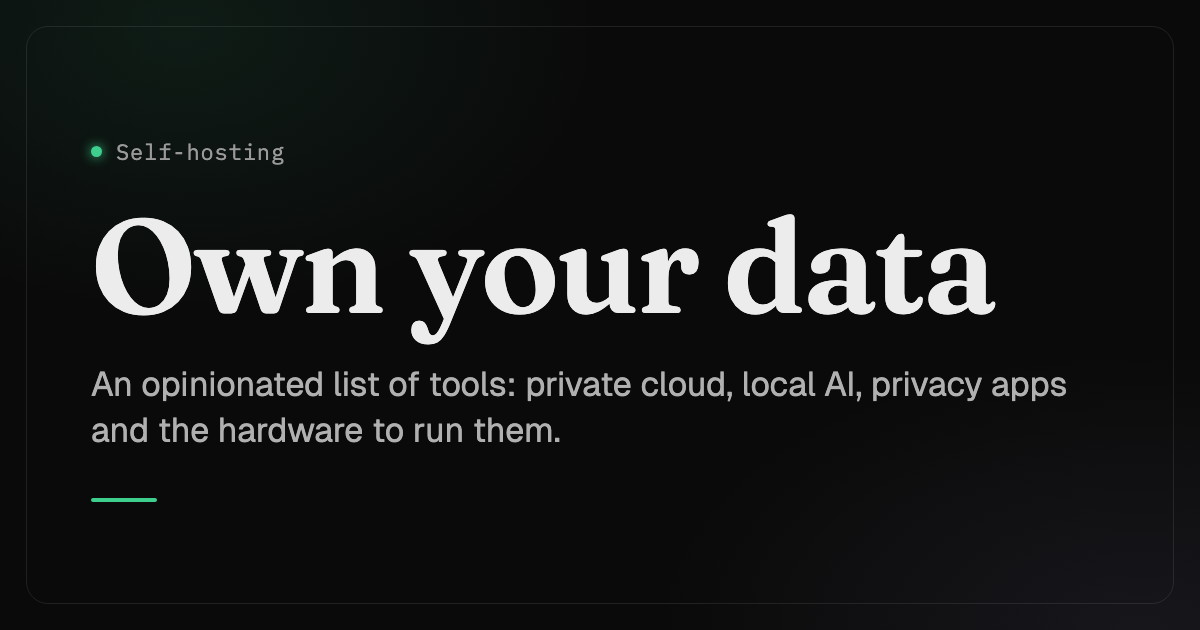 Self-hosting
Own your data
An opinionated list of tools: private cloud, local AI, privacy apps
and the hardware to run them.